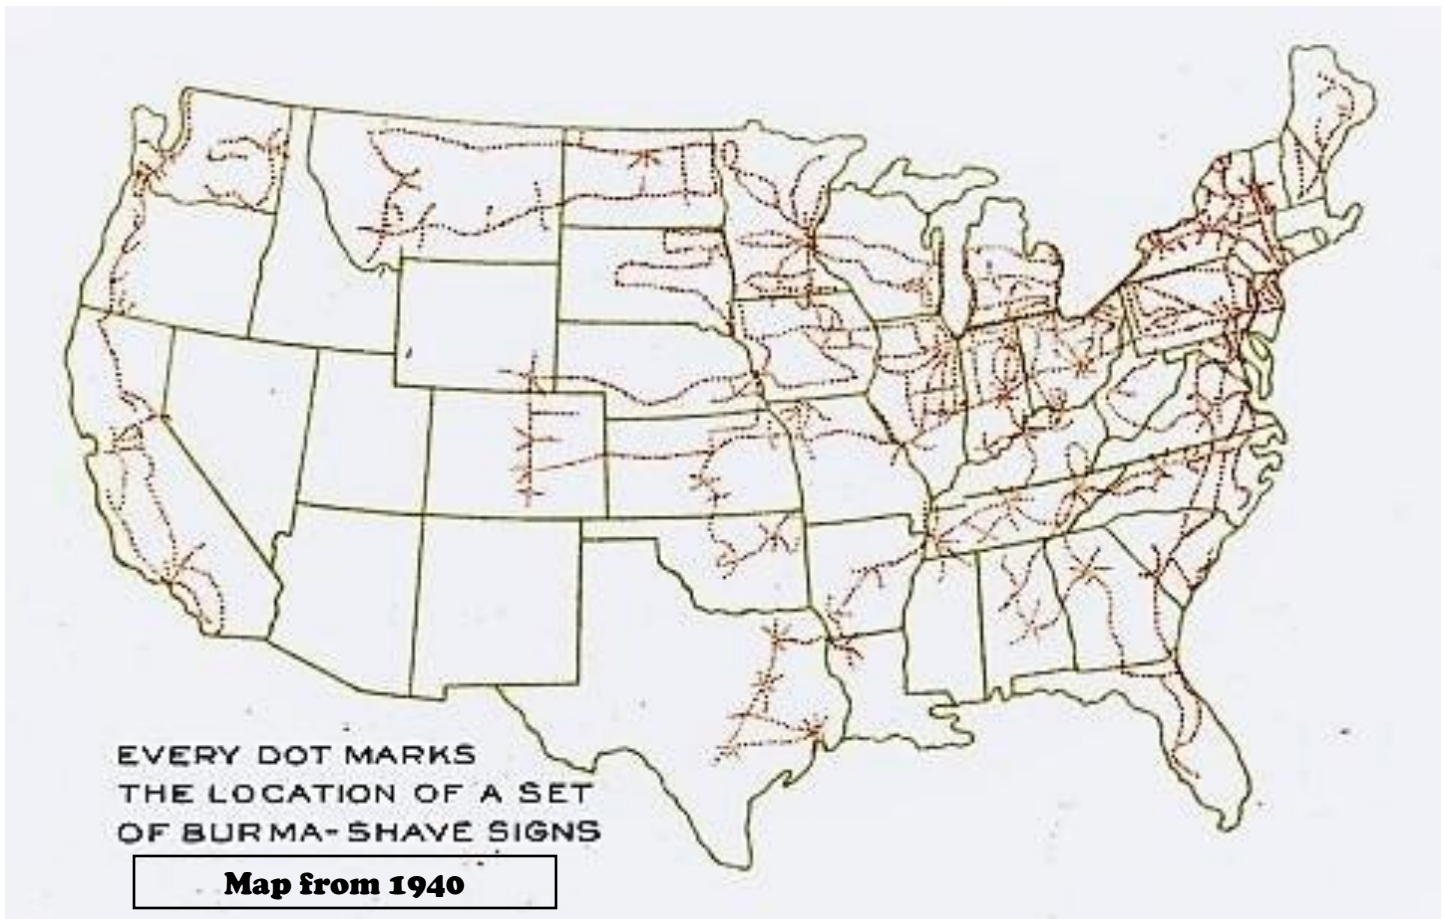 EVERY DOT MARKS
THE LOCATION OF A SET
OF BURMA-SHAVE SIGNS
Map from 1940